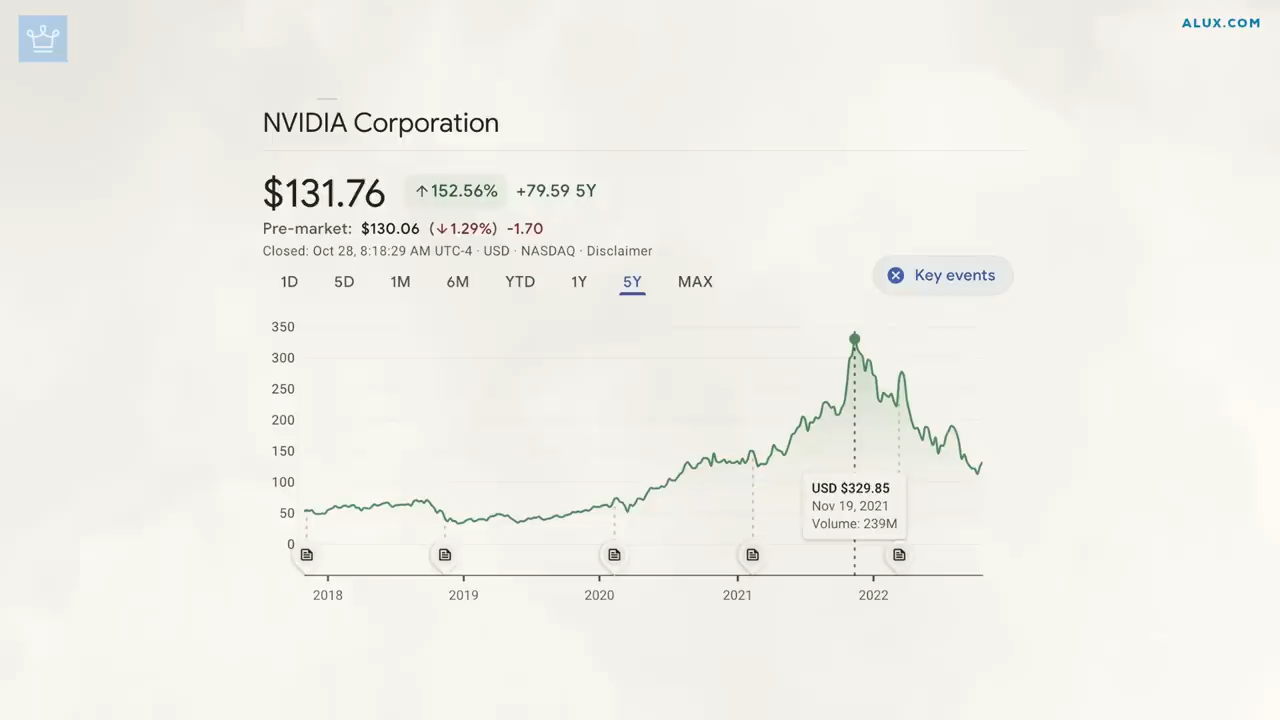 ALUX.COM
NVIDIA Corporation
$131.76 ↑152.56% +79.59 5Y
Pre-market: $130.06 (↓1.29%) -1.70
Closed: Oct 28, 8:18:29 AM UTC-4 · USD · NASDAQ · Disclaimer
1D 5D 1M 6M YTD 1Y 5Y MAX
Key events
350
300
250
200
150
100
50
0
USD $329.85
Nov 19, 2021
Volume: 239M
2018 2019 2020 2021 2022